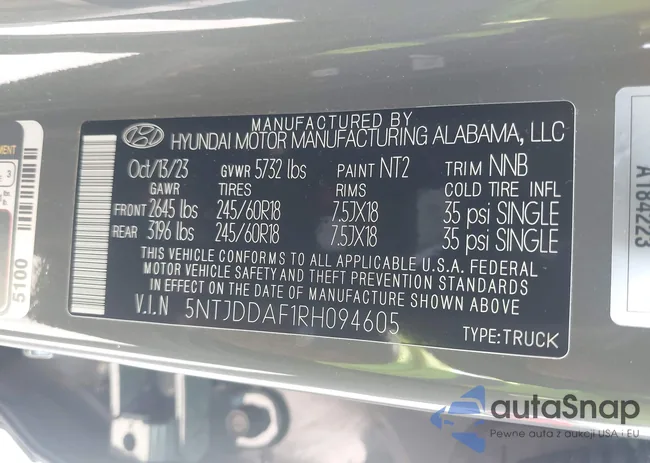 MANUFACTURED BY
HYUNDAI MOTOR MANUFACTURING ALABAMA, LLC
Oct/13/23 GVWR 5732 lbs PAINT NT2 TRIM NNB
GAWR TIRES RIMS COLD TIRE INFL
FRONT 2645 lbs 245/60R18 7.5JX18 35 psi SINGLE
REAR 3196 lbs 245/60R18 7.5JX18 35 psi SINGLE
THIS VEHICLE CONFORMS TO ALL APPLICABLE U.S.A. FEDERAL
MOTOR VEHICLE SAFETY AND THEFT PREVENTION STANDARDS
IN EFFECT ON THE DATE OF MANUFACTURE SHOWN ABOVE.
V.I.N 5NTJDDAF1RH094605
TYPE:TRUCK
5100
3
A184223
autaSnap
Pewne auta z aukcji USA i EU